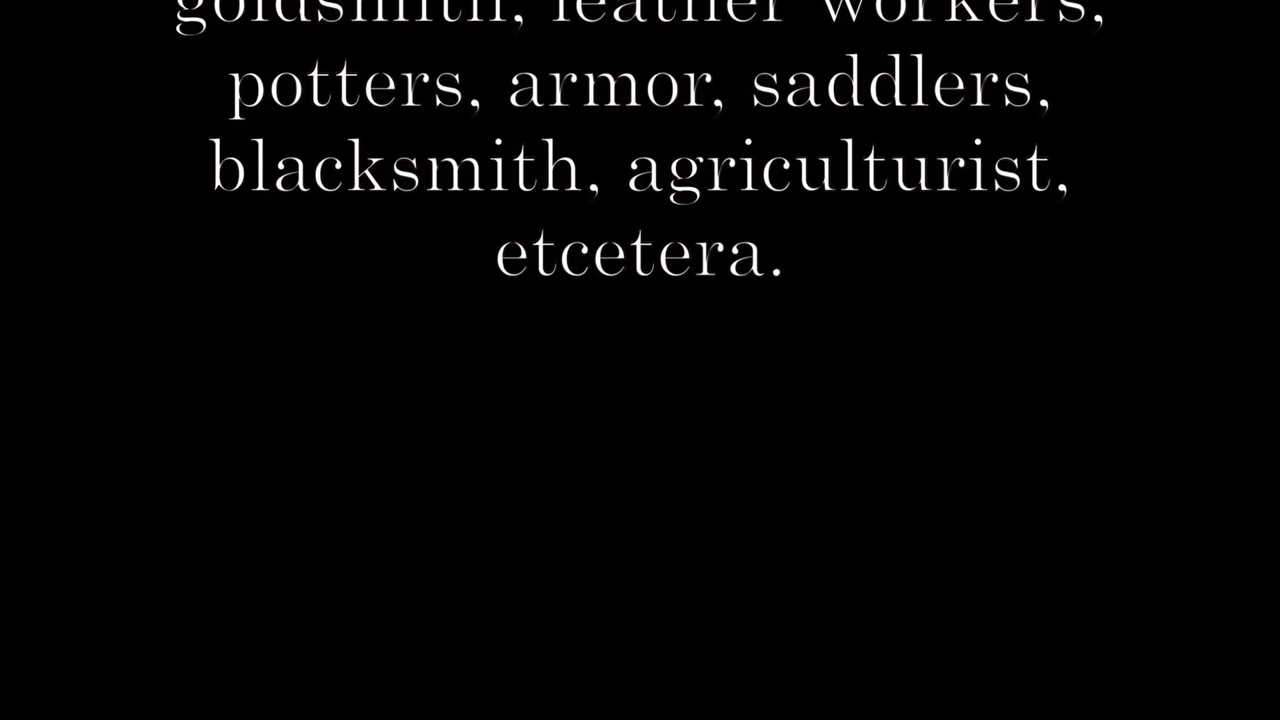 goldsmith, leather workers,
potters, armor, saddlers,
blacksmith, agriculturist,
etcetera.